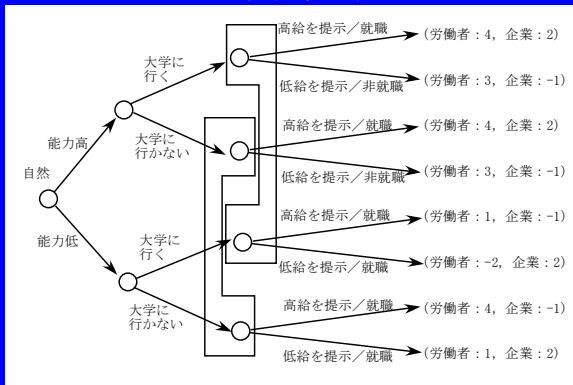 高給を提示／就職
(労働者：4, 企業：2)
大学に
行く
低給を提示／非就職
(労働者：3, 企業：-1)
能力高
大学に
行かない
高給を提示／就職
(労働者：4, 企業：2)
低給を提示／非就職
(労働者：3, 企業：-1)
自然
高給を提示／就職
(労働者：1, 企業：-1)
能力低
大学に
行く
低給を提示／就職
(労働者：-2, 企業：2)
大学に
行かない
高給を提示／就職
(労働者：4, 企業：-1)
低給を提示／就職
(労働者：1, 企業：2)